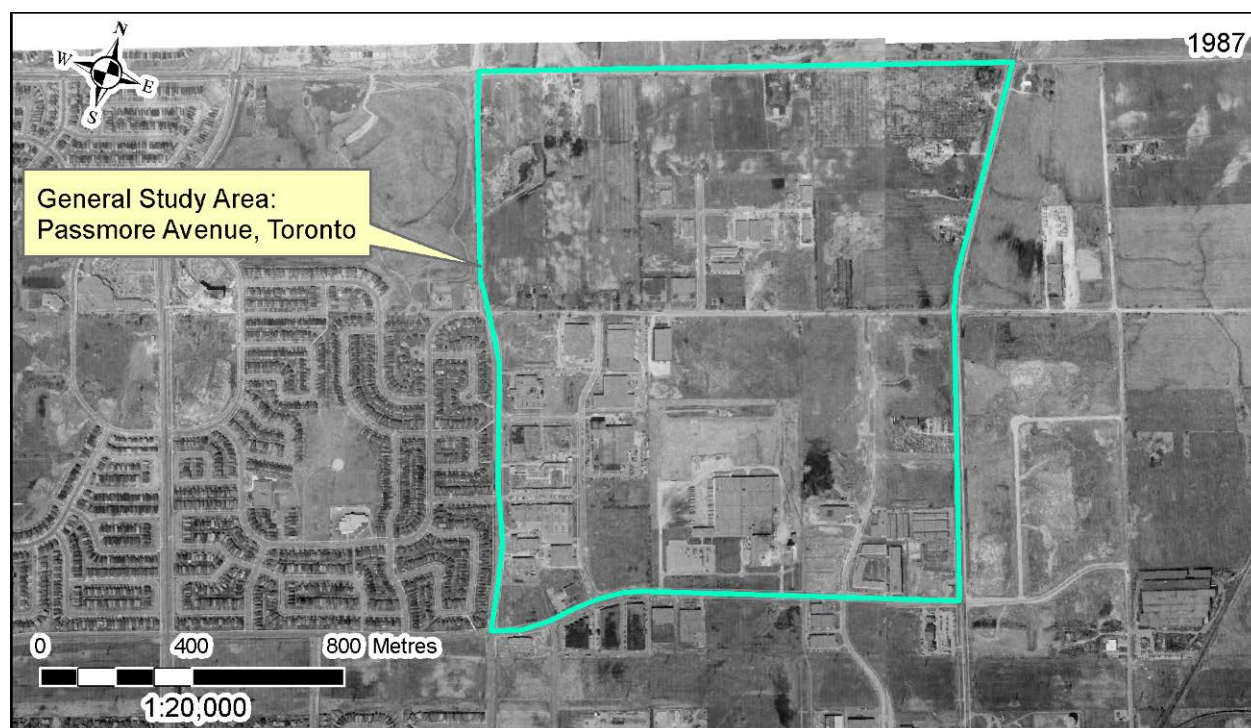 N
W
E
S
1987
General Study Area:
Passmore Avenue, Toronto
0 400 800 Metres
1:20,000